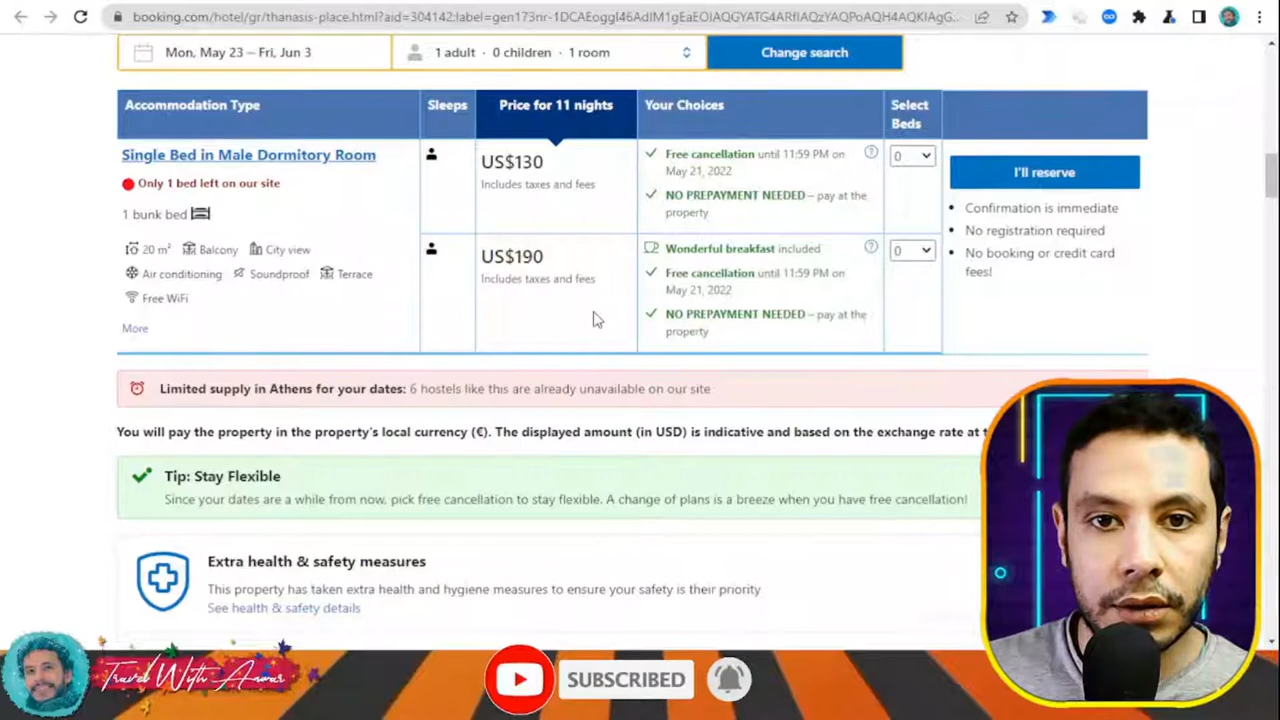 booking.com/hotel/gr/thanasis-place.html?aid=304142;label=gen173nr-1DCAEoggI46AdIM1gEaEOIAQGYATG4ARfIAQzYAQPoAQH4AQKIAgG...
Mon, May 23 — Fri, Jun 3
1 adult · 0 children · 1 room
Change search
Accommodation Type
Sleeps
Price for 11 nights
Your Choices
Select
Beds
Single Bed in Male Dormitory Room
Only 1 bed left on our site
1 bunk bed
20 m² Balcony City view
Air conditioning Soundproof Terrace
Free WiFi
More
US$130
Includes taxes and fees
Free cancellation until 11:59 PM on
May 21, 2022
NO PREPAYMENT NEEDED – pay at the
property
0
US$190
Includes taxes and fees
Wonderful breakfast included
Free cancellation until 11:59 PM on
May 21, 2022
NO PREPAYMENT NEEDED – pay at the
property
0
I'll reserve
• Confirmation is immediate
• No registration required
• No booking or credit card
fees!
Limited supply in Athens for your dates: 6 hostels like this are already unavailable on our site
You will pay the property in the property's local currency (€). The displayed amount (in USD) is indicative and based on the exchange rate at
Tip: Stay Flexible
Since your dates are a while from now, pick free cancellation to stay flexible. A change of plans is a breeze when you have free cancellation!
Extra health & safety measures
This property has taken extra health and hygiene measures to ensure your safety is their priority
See health & safety details
Travel With Anwar
SUBSCRIBED